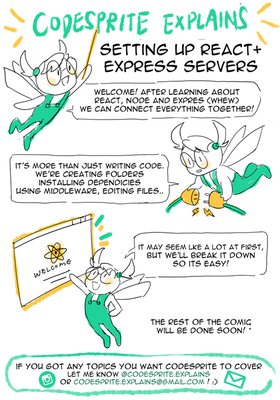 CODESPRITE EXPLAINS
SETTING UP REACT+
EXPRESS SERVERS
WELCOME! AFTER LEARNING ABOUT
REACT, NODE AND EXPRES (WHEW)
WE CAN CONNECT EVERYTHING TOGETHER!
IT'S MORE THAN JUST WRITING CODE.
WE'RE CREATING FOLDERS
INSTALLING DEPENDICIES
USING MIDDLEWARE, EDITING FILES..
WELCOME
IT MAY SEEM LKE A LOT AT FIRST,
BUT WE'LL BREAK IT DOWN
SO ITS EASY!
THE REST OF THE COMIC
WILL BE DONE SOON! *
IF YOU GOT ANY TOPICS YOU WANT CODESPRITE TO COVER
LET ME KNOW @CODESPRITE.EXPLAINS
OR CODESPRITE.EXPLAINS@GMAIL.COM ! :)